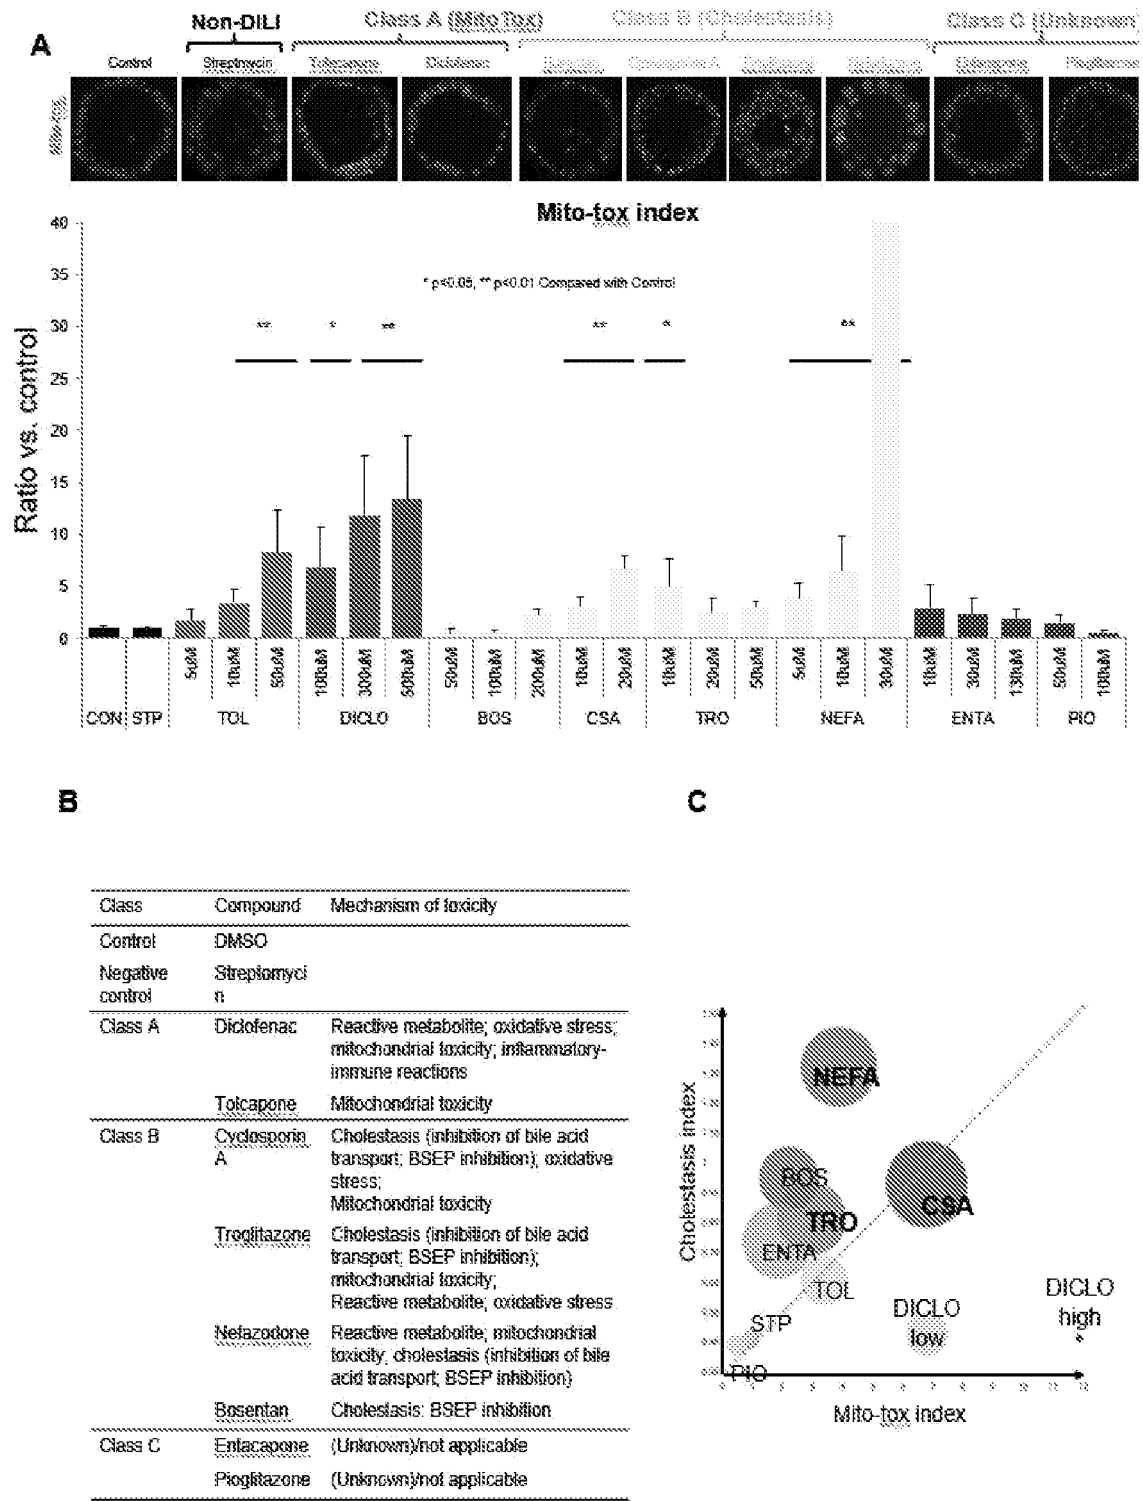 A
Non-DILI
Class A (MitoTox)
Class B (Cholestasis)
Class C (Unknown)
Control
Streptmycin
Tolecapone
Diclofenac
Mito-tox index
* p<0.05, ** p<0.01 Compared with Control
Ratio vs. control
40
35
30
25
20
15
10
5
0
** * ** ** * **
5uM 10uM 50uM 100uM 300uM 500uM 50uM 100uM 200uM 10uM 20uM 10uM 20uM 50uM 5uM 10uM 30uM 10uM 30uM 130uM 50uM 100uM
CON STP TOL DICLO BOS CSA TRO NEFA ENTA PIO
B
Class Compound Mechanism of toxicity
Control DMSO
Negative control Streptomycin
Class A Diclofenac Reactive metabolite; oxidative stress;
mitochondrial toxicity; inflammatory-
immune reactions
Tolcapone Mitochondrial toxicity
Class B Cyclosporin A Cholestasis (inhibition of bile acid
transport; BSEP inhibition); oxidative
stress;
Mitochondrial toxicity
Troglitazone Cholestasis (inhibition of bile acid
transport; BSEP inhibition);
mitochondrial toxicity;
Reactive metabolite; oxidative stress
Nefazodone Reactive metabolite; mitochondrial
toxicity, cholestasis (inhibition of bile
acid transport; BSEP inhibition)
Bosentan Cholestasis: BSEP inhibition
Class C Entacapone (Unknown)/not applicable
Pioglitazone (Unknown)/not applicable
C
Cholestasis index
NEFA
BOS
TRO
CSA
ENTA
TOL
STP
PIO
DICLO
low
DICLO
high
Mito-tox index